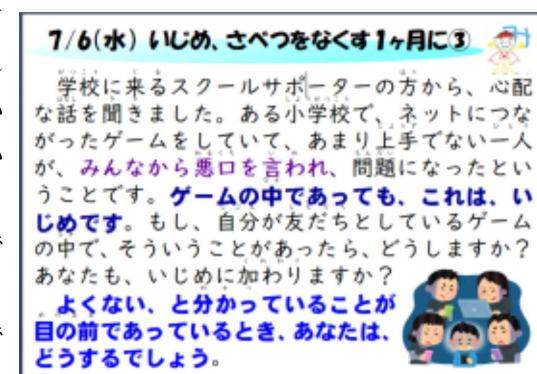 7/6(水) いじめ、さべつをなくす1ヶ月に③
学校に来るスクールサポーターの方から、心配
な話を聞きました。ある小学校で、ネットにつな
がったゲームをしていて、あまり上手でない一人
が、みんなから悪口を言われ、問題になったとい
うことです。ゲームの中であっても、これは、い
じめです。もし、自分が友だちとしているゲーム
の中で、そういうことがあったら、どうしますか?
あなたも、いじめに加わりますか?
よくない、と分かっていることが
目の前であっているとき、あなたは、
どうするでしょう。